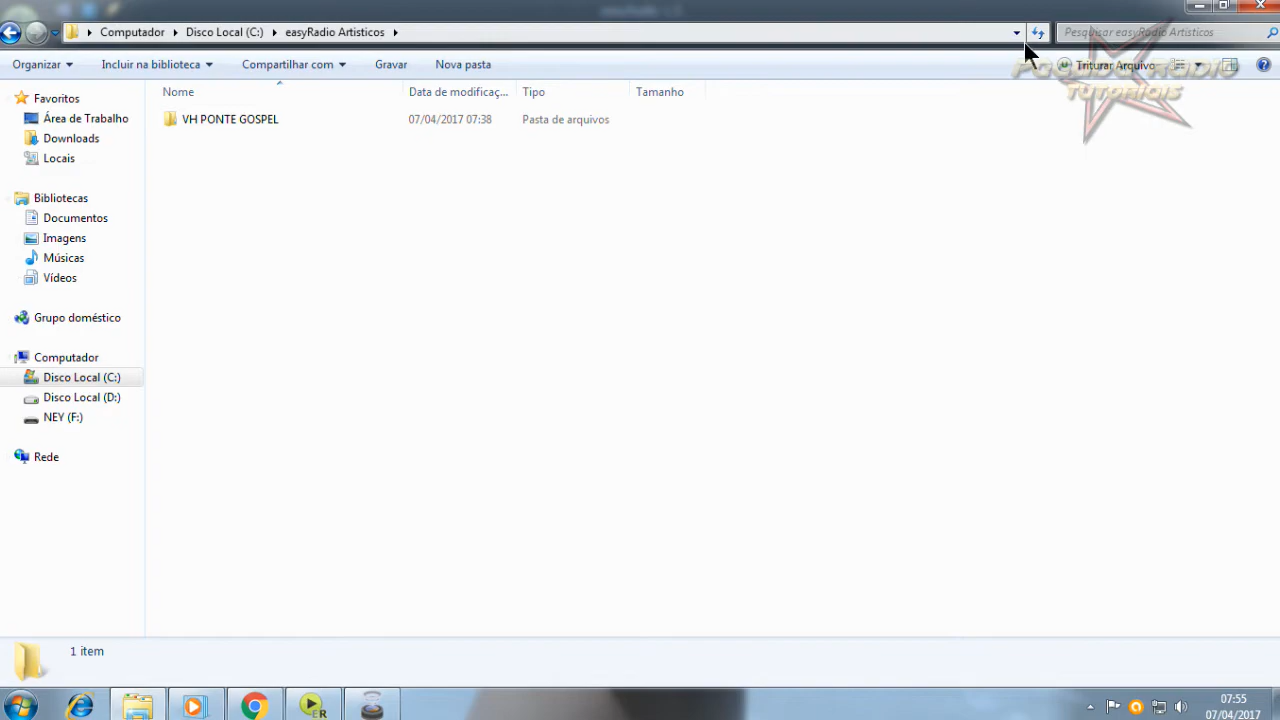 Computador
Disco Local (C:)
easyRadio Artisticos
Pesquisar easyRadio Artisticos
Organizar
Incluir na biblioteca
Compartilhar com
Gravar
Nova pasta
Triturar Arquivo
TUTORIAIS
Nome
Data de modificaç...
Tipo
Tamanho
VH PONTE GOSPEL
07/04/2017 07:38
Pasta de arquivos
Favoritos
Área de Trabalho
Downloads
Locais
Bibliotecas
Documentos
Imagens
Músicas
Vídeos
Grupo doméstico
Computador
Disco Local (C:)
Disco Local (D:)
NEY (F:)
Rede
1 item
ER
07:55
07/04/2017